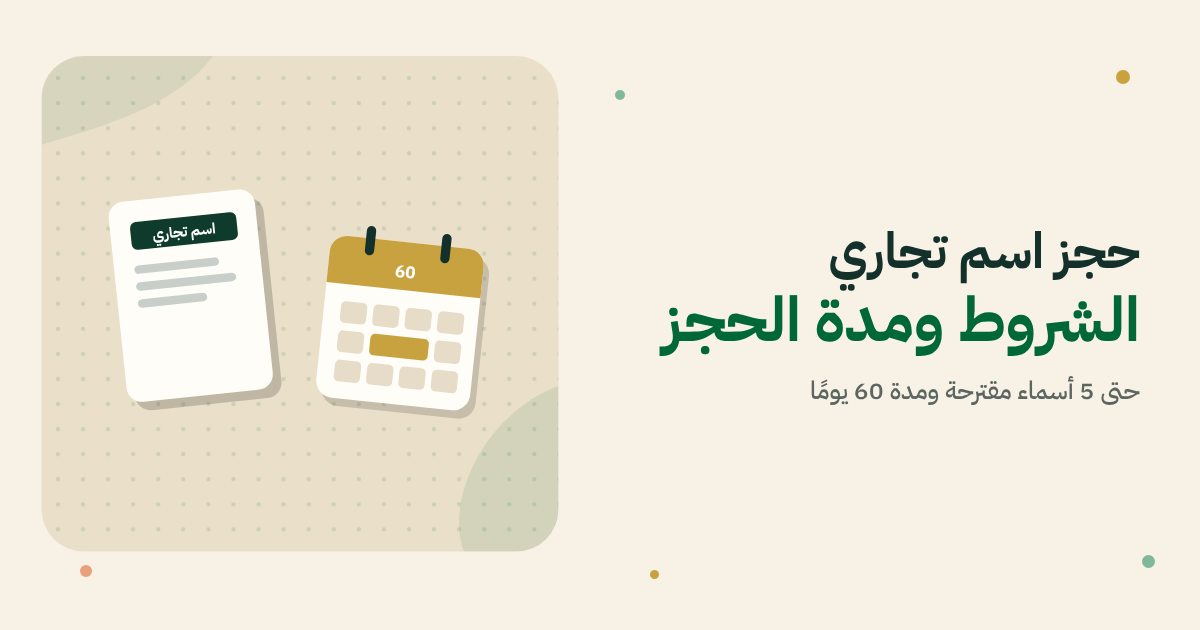 حجز اسم تجاري
الشروط ومدة الحجز
حتى 5 أسماء مقترحة ومدة 60 يومًا
60
اسم تجاري